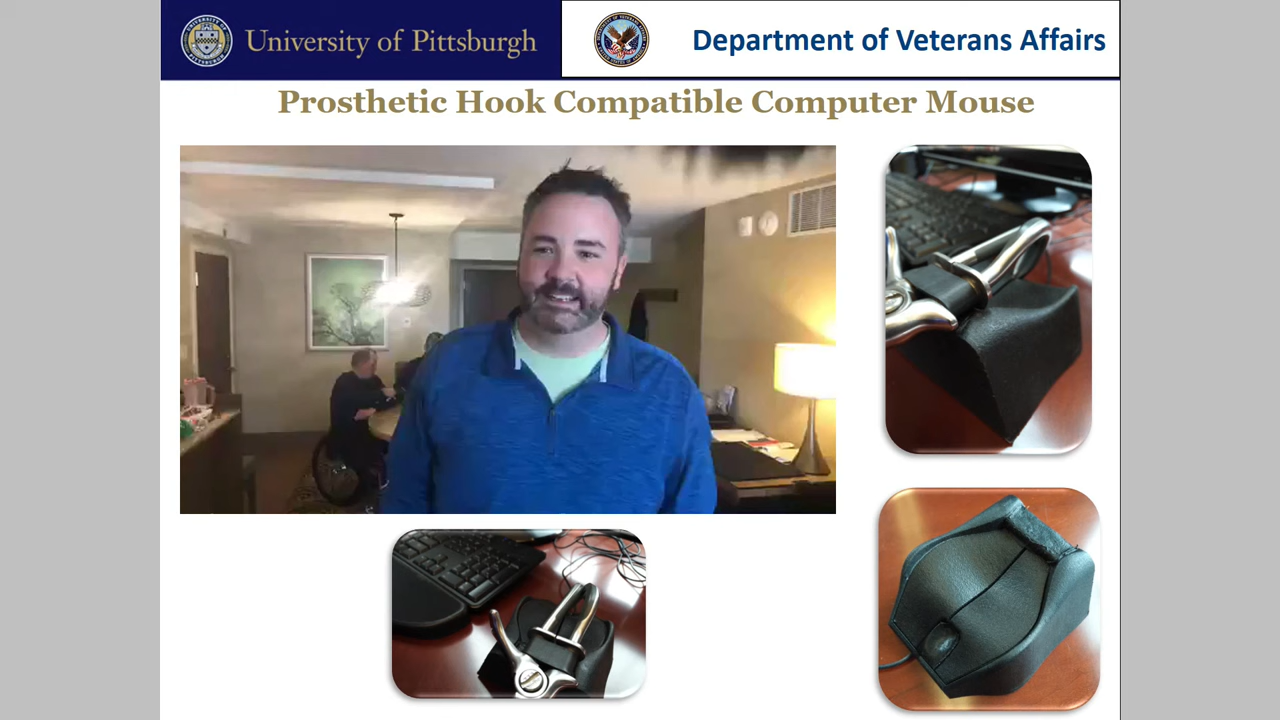 University of Pittsburgh
Department of Veterans Affairs
Prosthetic Hook Compatible Computer Mouse